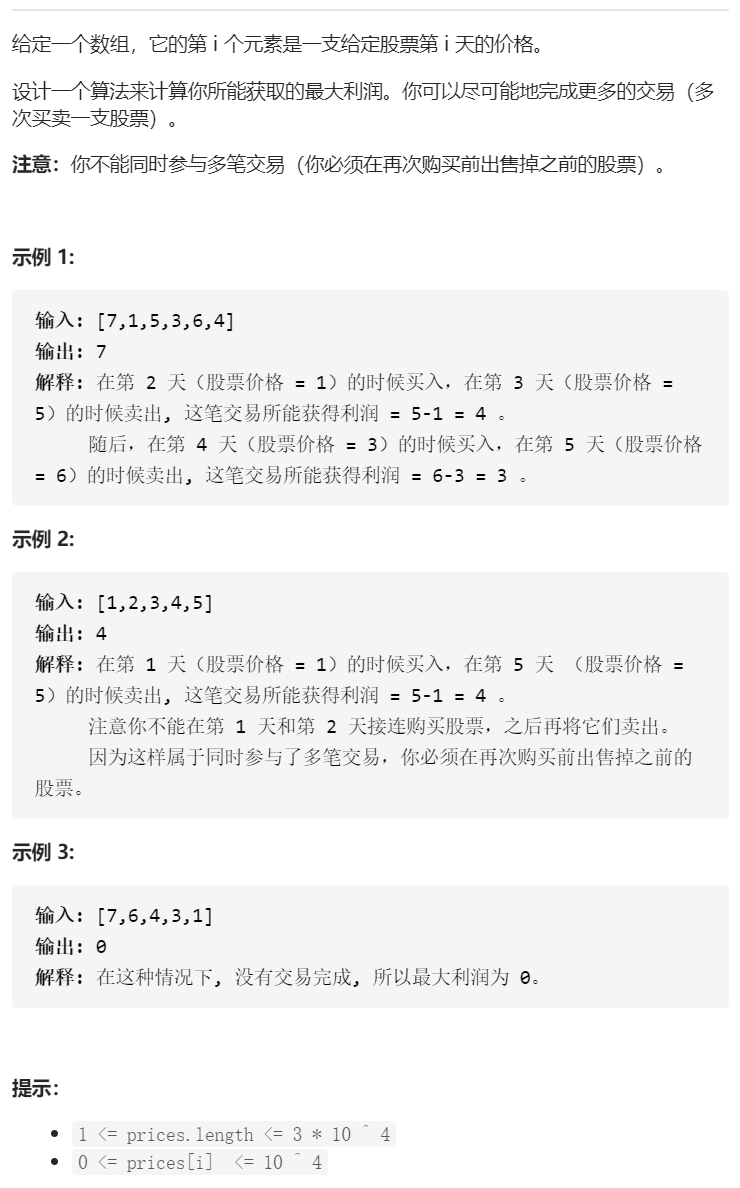 给定一个数组，它的第 i 个元素是一支给定股票第 i 天的价格。
设计一个算法来计算你所能获取的最大利润。你可以尽可能地完成更多的交易（多
次买卖一支股票）。
注意：你不能同时参与多笔交易（你必须在再次购买前出售掉之前的股票）。
示例 1:
输入: [7,1,5,3,6,4]
输出: 7
解释: 在第 2 天（股票价格 = 1）的时候买入，在第 3 天（股票价格 =
5）的时候卖出, 这笔交易所能获得利润 = 5-1 = 4 。
随后，在第 4 天（股票价格 = 3）的时候买入，在第 5 天（股票价格
= 6）的时候卖出, 这笔交易所能获得利润 = 6-3 = 3 。
示例 2:
输入: [1,2,3,4,5]
输出: 4
解释: 在第 1 天（股票价格 = 1）的时候买入，在第 5 天 （股票价格 =
5）的时候卖出, 这笔交易所能获得利润 = 5-1 = 4 。
注意你不能在第 1 天和第 2 天接连购买股票，之后再将它们卖出。
因为这样属于同时参与了多笔交易，你必须在再次购买前出售掉之前的
股票。
示例 3:
输入: [7,6,4,3,1]
输出: 0
解释: 在这种情况下, 没有交易完成, 所以最大利润为 0。
提示：
1 <= prices.length <= 3 * 10 ^ 4
0 <= prices[i] <= 10 ^ 4